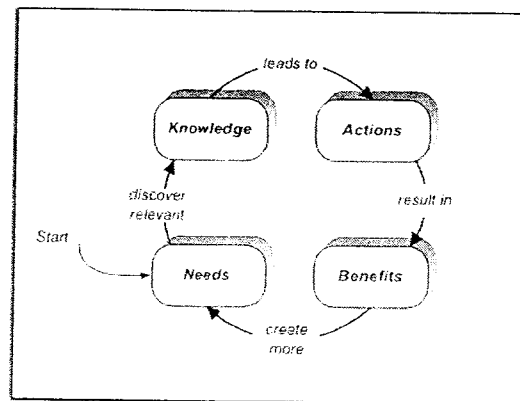 leads to
Knowledge
Actions
discover
relevant
result in
Start
Needs
Benefits
create
more